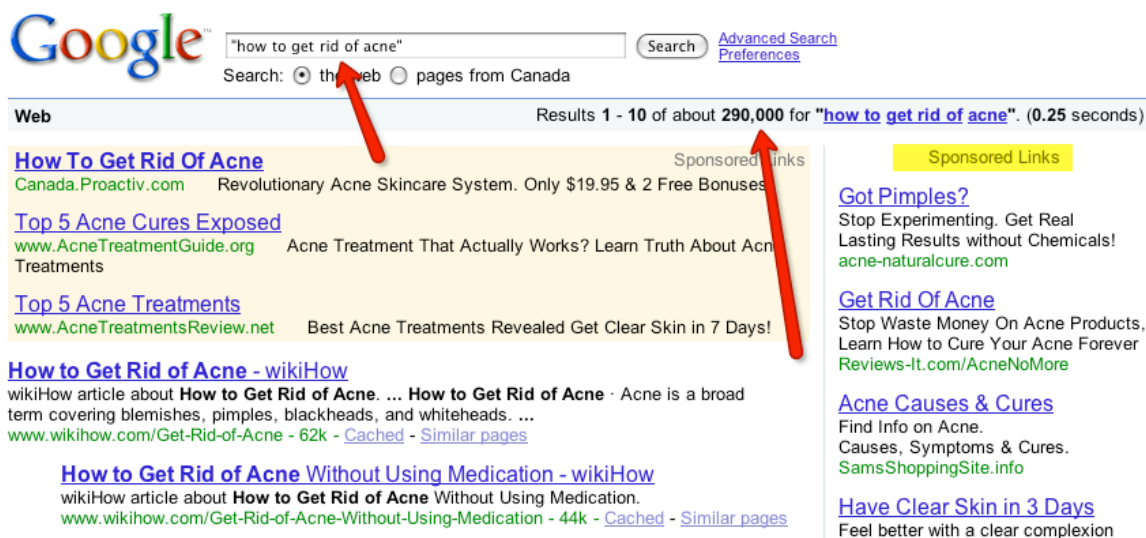 Google™
"how to get rid of acne"
Search
Advanced Search
Preferences
Search: the web pages from Canada
Web
Results 1 - 10 of about 290,000 for "how to get rid of acne". (0.25 seconds)
How To Get Rid Of Acne
Sponsored Links
Canada.Proactiv.com Revolutionary Acne Skincare System. Only $19.95 & 2 Free Bonuses
Top 5 Acne Cures Exposed
www.AcneTreatmentGuide.org Acne Treatment That Actually Works? Learn Truth About Acne
Treatments
Top 5 Acne Treatments
www.AcneTreatmentsReview.net Best Acne Treatments Revealed Get Clear Skin in 7 Days!
How to Get Rid of Acne - wikiHow
wikiHow article about How to Get Rid of Acne. ... How to Get Rid of Acne · Acne is a broad
term covering blemishes, pimples, blackheads, and whiteheads. ...
www.wikihow.com/Get-Rid-of-Acne - 62k - Cached - Similar pages
How to Get Rid of Acne Without Using Medication - wikiHow
wikiHow article about How to Get Rid of Acne Without Using Medication.
www.wikihow.com/Get-Rid-of-Acne-Without-Using-Medication - 44k - Cached - Similar pages
Sponsored Links
Got Pimples?
Stop Experimenting. Get Real
Lasting Results without Chemicals!
acne-naturalcure.com
Get Rid Of Acne
Stop Waste Money On Acne Products,
Learn How to Cure Your Acne Forever
Reviews-It.com/AcneNoMore
Acne Causes & Cures
Find Info on Acne.
Causes, Symptoms & Cures.
SamsShoppingSite.info
Have Clear Skin in 3 Days
Feel better with a clear complexion